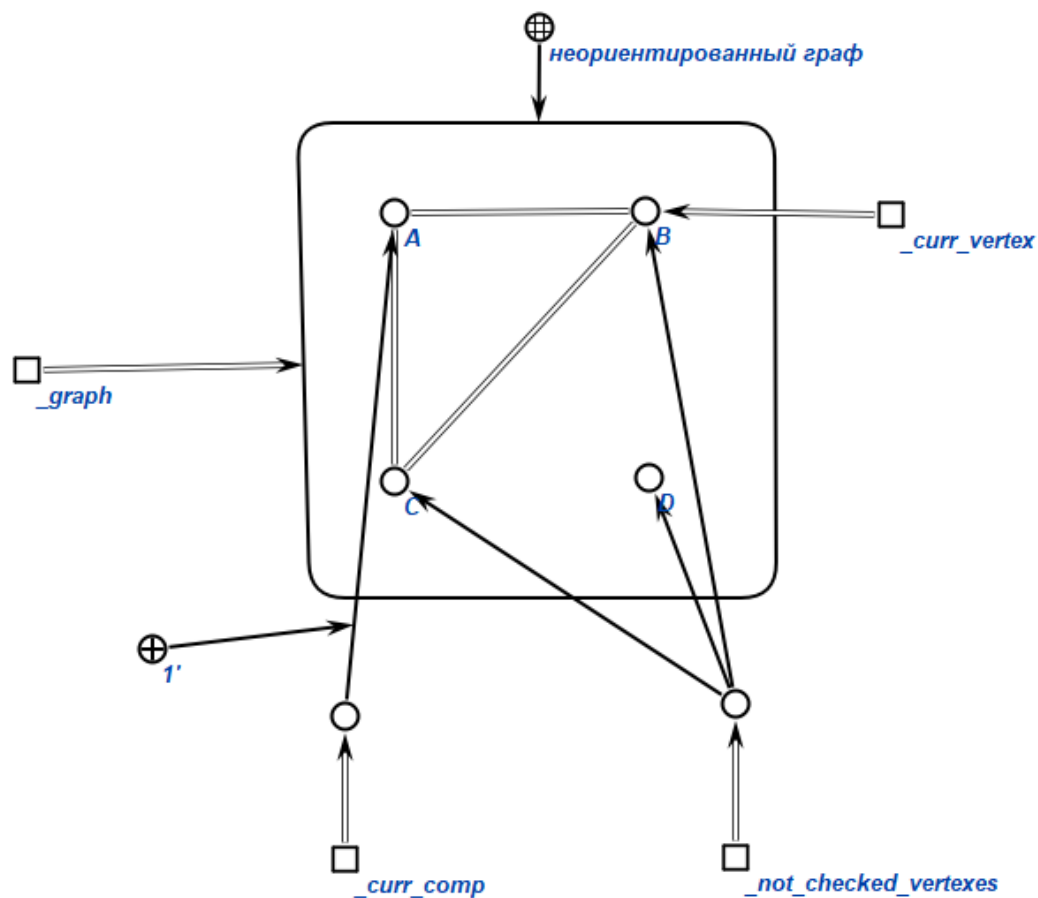 неориентированный граф
A
B
_curr_vertex
_graph
C
D
1'
_curr_comp
_not_checked_vertexes